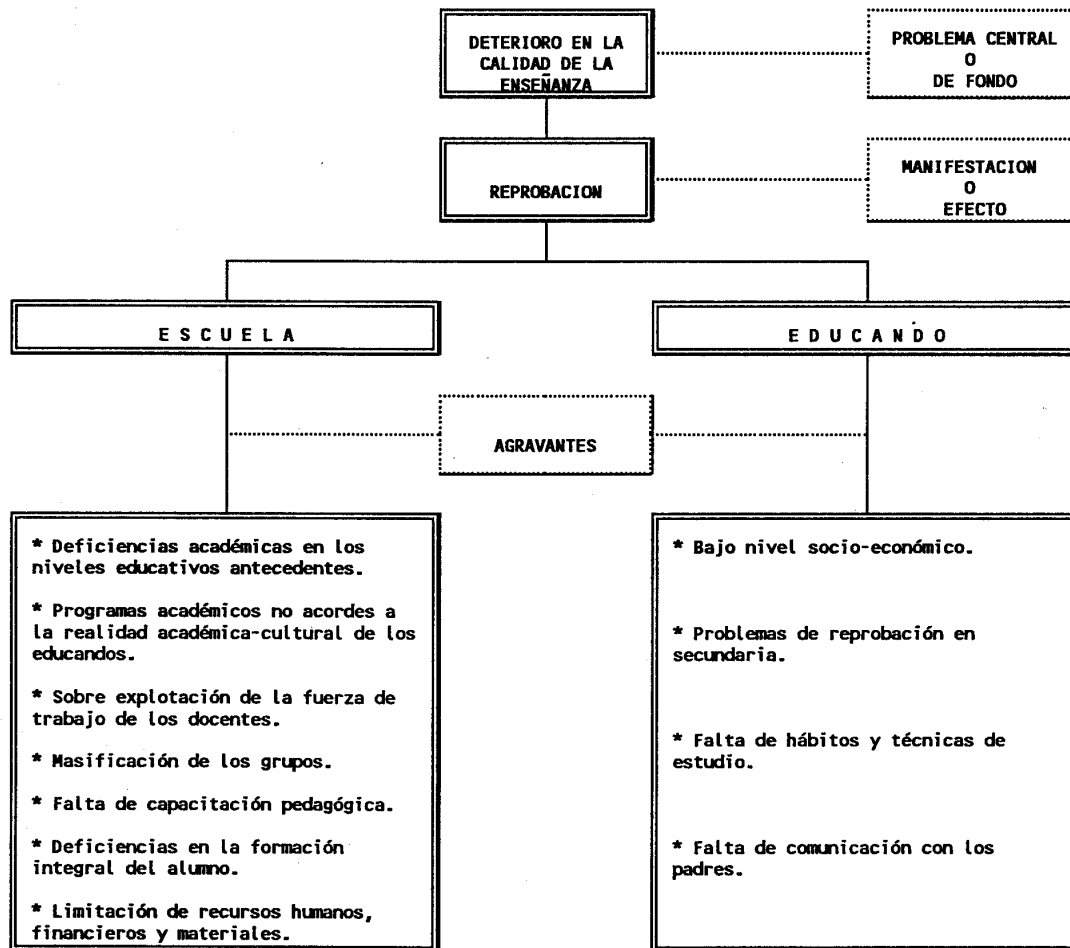 DETERIORO EN LA
CALIDAD DE LA
ENSEÑANZA
PROBLEMA CENTRAL
O
DE FONDO
REPROBACION
MANIFESTACION
O
EFECTO
E S C U E L A
E D U C A N D O
AGRAVANTES
* Deficiencias académicas en los
niveles educativos antecedentes.
* Programas académicos no acordes a
la realidad académica-cultural de los
educandos.
* Sobre explotación de la fuerza de
trabajo de los docentes.
* Masificación de los grupos.
* Falta de capacitación pedagógica.
* Deficiencias en la formación
integral del alumno.
* Limitación de recursos humanos,
financieros y materiales.
* Bajo nivel socio-económico.
* Problemas de reprobación en
secundaria.
* Falta de hábitos y técnicas de
estudio.
* Falta de comunicación con los
padres.